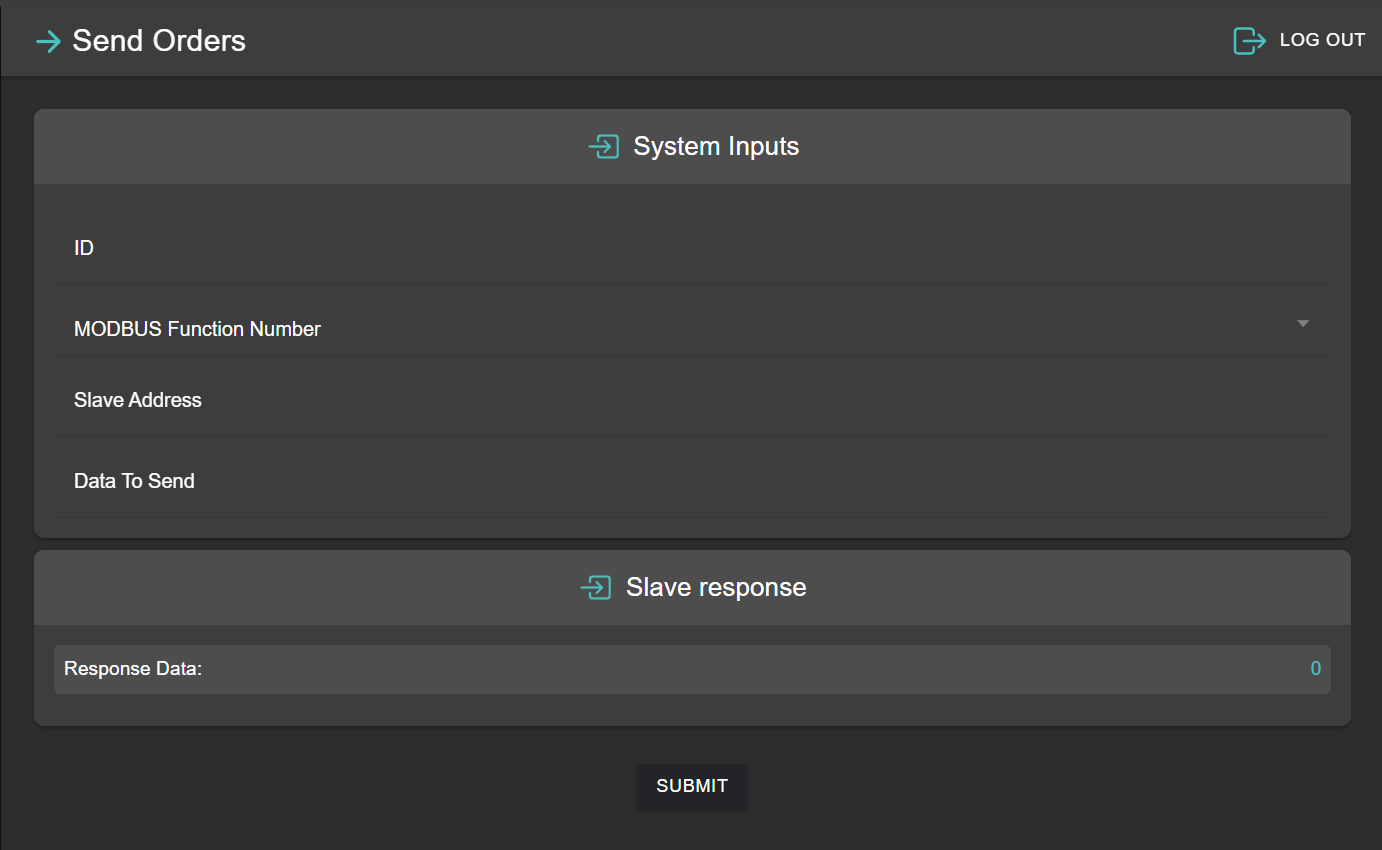 Send Orders
LOG OUT
System Inputs
ID
MODBUS Function Number
Slave Address
Data To Send
Slave response
Response Data:
0
SUBMIT